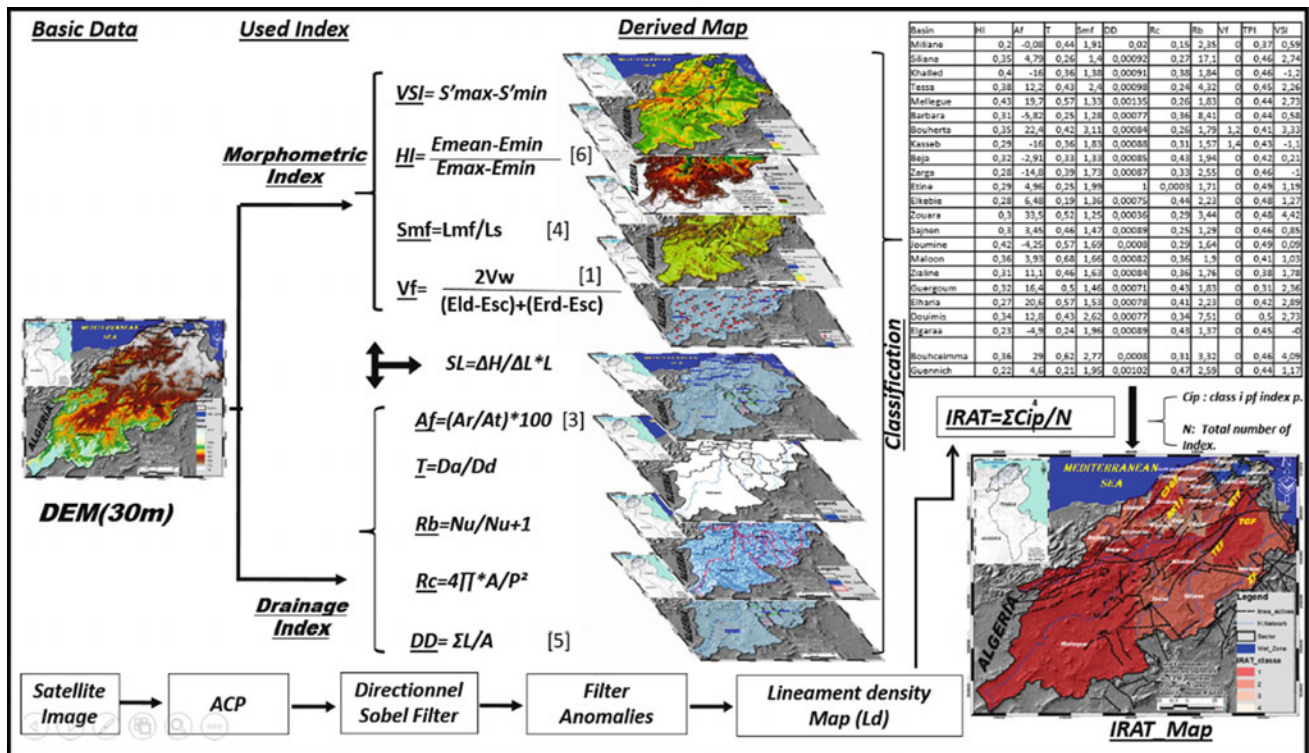 Basic Data
Used Index
Derived Map
VSI= S'max-S'min
HI= Emean-Emin
Emax-Emin
[6]
Morphometric
Index
Smf=Lmf/Ls [4]
Vf= 2Vw
(Eld-Esc)+(Erd-Esc)
[1]
SL=ΔH/ΔL*L
Af=(Ar/At)*100 [3]
T=Da/Dd
Rb=Nu/Nu+1
Rc=4∏*A/P²
Drainage
Index
DD= ΣL/A [5]
MEDITERRANEAN
SEA
ALGERIA
DEM(30m)
Classification
Basin HI Af T Smf DD Rc Rb Vf TPI VSI
Miliane 0,2 -0,08 0,44 1,91 0,02 0,15 2,35 0 0,37 0,59
Siliana 0,35 4,79 0,26 1,4 0,00092 0,27 17,1 0 0,46 2,74
Khalled 0,4 -16 0,36 1,38 0,00091 0,38 1,84 0 0,46 -1,2
Tessa 0,38 12,2 0,43 2,4 0,00098 0,24 4,32 0 0,45 2,26
Mellegue 0,43 19,7 0,57 1,33 0,00135 0,26 1,83 0 0,44 2,73
Barbara 0,31 -5,82 0,25 1,28 0,00077 0,36 8,41 0 0,44 0,58
Bouherta 0,35 22,4 0,42 3,11 0,00084 0,26 1,79 1,2 0,41 3,33
Kasseb 0,29 -16 0,36 1,83 0,00088 0,31 1,57 1,4 0,43 -1,1
Beja 0,32 -2,91 0,33 1,33 0,00085 0,43 1,94 0 0,42 0,21
Zarga 0,28 -14,8 0,39 1,73 0,00087 0,33 2,55 0 0,46 -1
Etine 0,29 4,96 0,25 1,99 1 0,0003 1,71 0 0,49 1,19
Elkebie 0,28 6,48 0,19 1,36 0,00075 0,44 2,23 0 0,48 1,27
Zouara 0,3 33,5 0,52 1,25 0,00036 0,29 3,44 0 0,48 4,42
Sajnen 0,3 3,45 0,46 1,47 0,00089 0,25 1,29 0 0,46 0,85
Joumine 0,42 -4,25 0,57 1,69 0,0008 0,29 1,64 0 0,49 0,09
Maloon 0,36 3,93 0,68 1,66 0,00082 0,36 1,9 0 0,41 1,03
Zialine 0,31 11,1 0,46 1,63 0,00084 0,36 1,76 0 0,38 1,78
Guergoum 0,32 16,4 0,5 1,46 0,00071 0,43 1,83 0 0,31 2,36
Elharia 0,27 20,6 0,57 1,53 0,00078 0,41 2,23 0 0,42 2,89
Douimis 0,34 12,8 0,43 2,62 0,00077 0,34 7,51 0 0,5 2,73
Elgaraa 0,23 -4,9 0,24 1,96 0,00089 0,43 1,37 0 0,45 -0
Bouhceimma 0,36 29 0,62 2,77 0,0008 0,31 3,32 0 0,46 4,09
Guennich 0,22 4,6 0,21 1,95 0,00102 0,47 2,59 0 0,44 1,17
4
IRAT=ΣCip/N
1
Cip : class i pf index p.
N: Total number of
Index.
MEDITERRANEAN
SEA
TGF
TEF
ALGERIA
Legend
H.Network
Sector
Wet_Zone
IRAT_classe
1
2
3
4
IRAT_Map
Satellite
Image
ACP
Directionnel
Sobel Filter
Filter
Anomalies
Lineament density
Map (Ld)